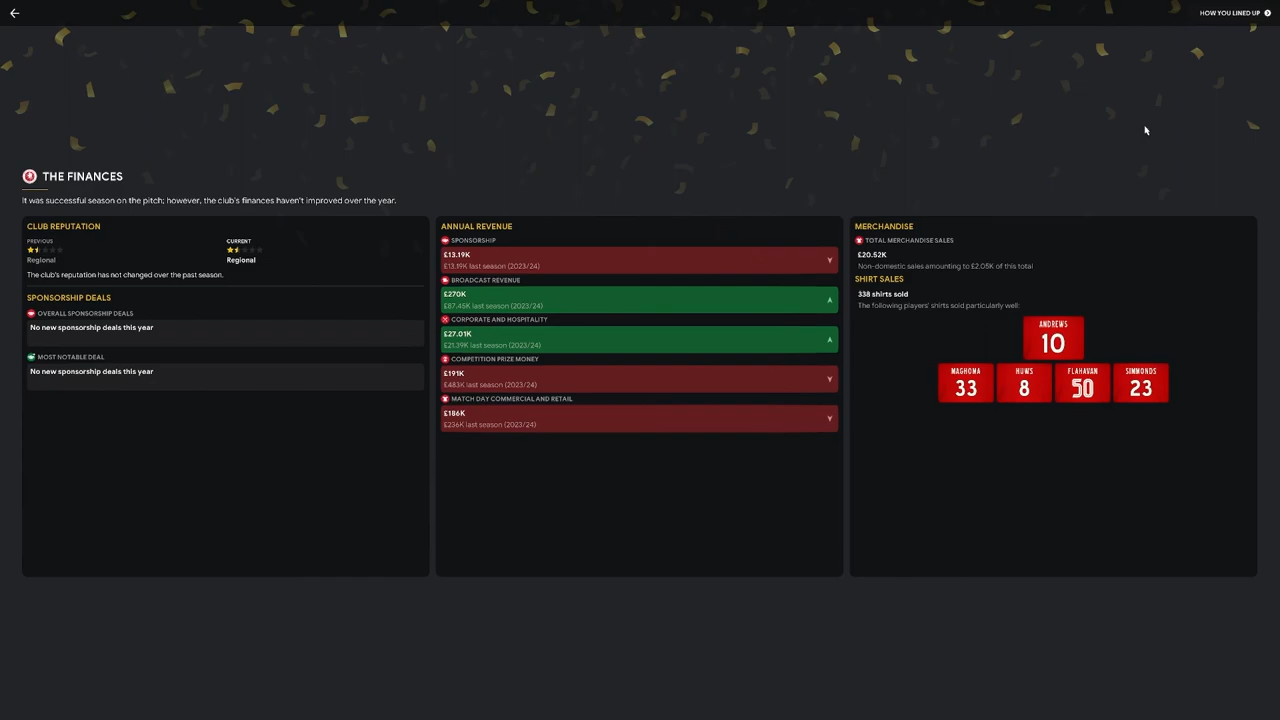 HOW YOU LINED UP
THE FINANCES
It was successful season on the pitch; however, the club's finances haven't improved over the year.
CLUB REPUTATION
PREVIOUS
CURRENT
Regional
Regional
The club's reputation has not changed over the past season.
SPONSORSHIP DEALS
OVERALL SPONSORSHIP DEALS
No new sponsorship deals this year
MOST NOTABLE DEAL
No new sponsorship deals this year
ANNUAL REVENUE
SPONSORSHIP
£13.19K
£13.19K last season (2023/24)
BROADCAST REVENUE
£270K
£87.45K last season (2023/24)
CORPORATE AND HOSPITALITY
£27.01K
£21.39K last season (2023/24)
COMPETITION PRIZE MONEY
£191K
£483K last season (2023/24)
MATCH DAY COMMERCIAL AND RETAIL
£186K
£236K last season (2023/24)
MERCHANDISE
TOTAL MERCHANDISE SALES
£20.52K
Non-domestic sales amounting to £2.05K of this total
SHIRT SALES
338 shirts sold
The following players' shirts sold particularly well:
ANDREWS
10
MAGHOMA
33
HUWS
8
FLAHAVAN
50
SIMMONDS
23